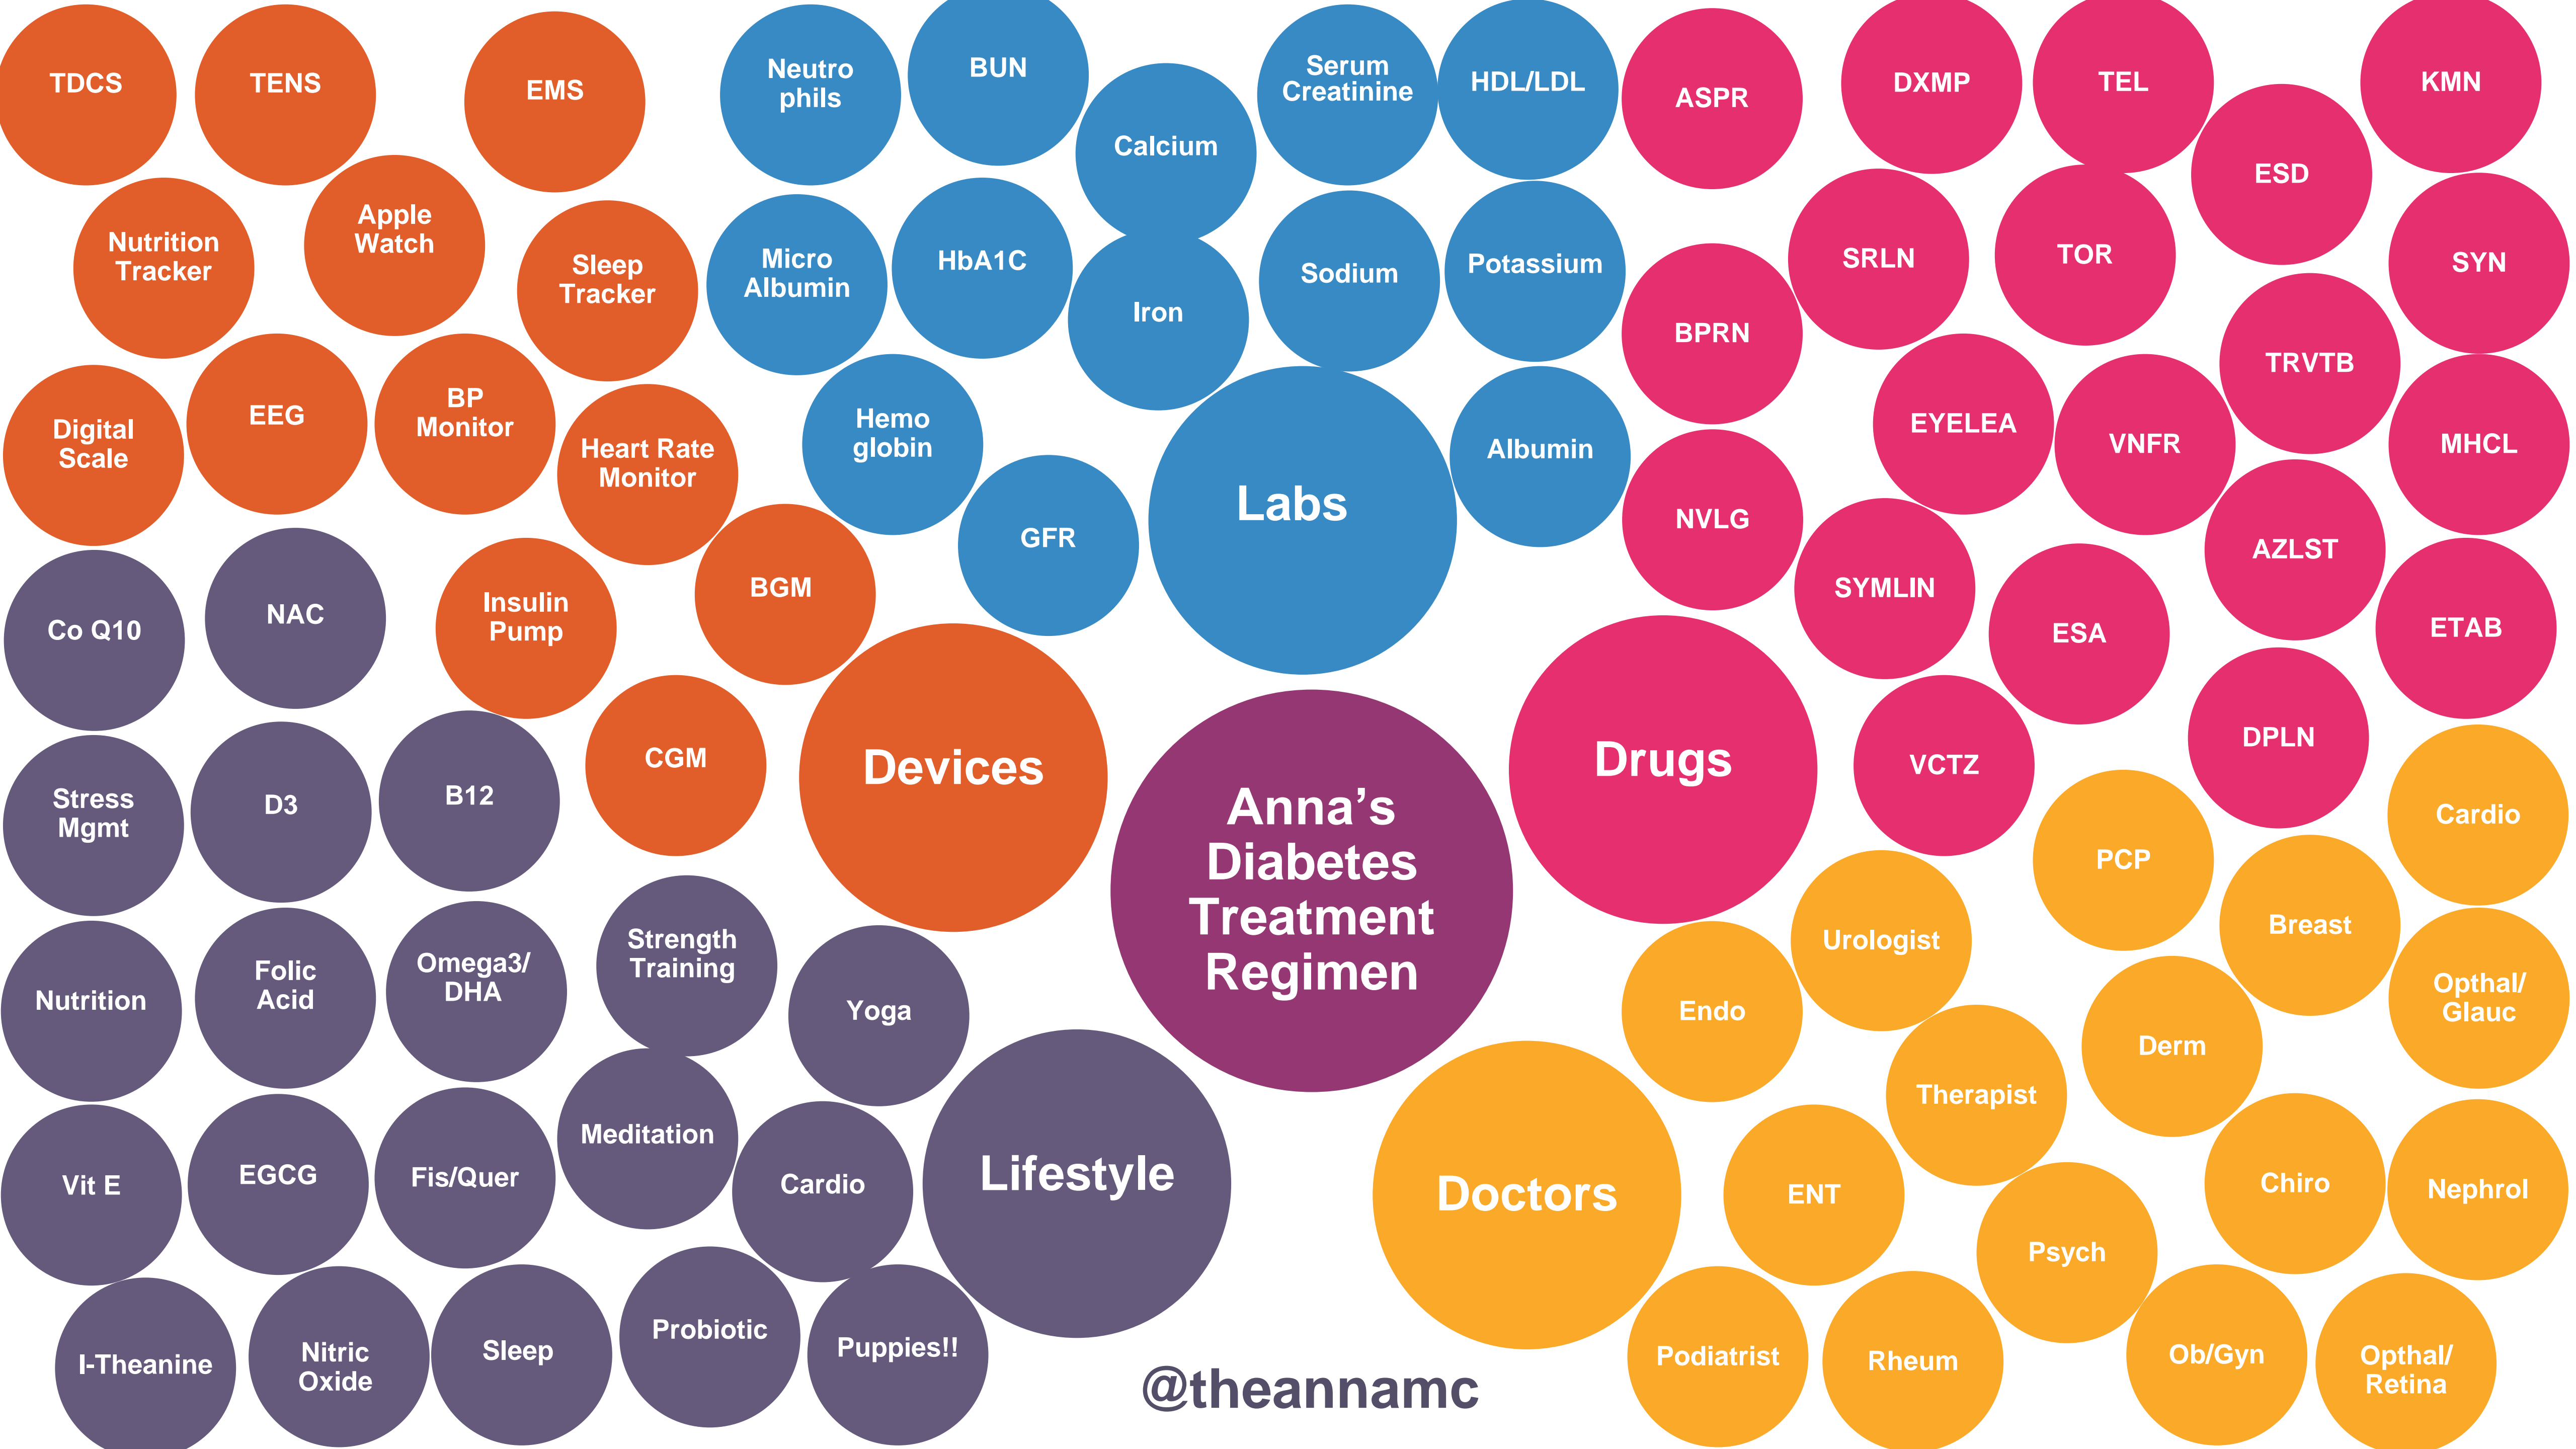 TDCS
TENS
EMS
Nutrition
Tracker
Apple
Watch
Sleep
Tracker
Digital
Scale
EEG
BP
Monitor
Heart Rate
Monitor
Insulin
Pump
BGM
CGM
Devices
Neutro
phils
BUN
Calcium
Serum
Creatinine
HDL/LDL
Micro
Albumin
HbA1C
Iron
Sodium
Potassium
Hemo
globin
GFR
Albumin
Labs
ASPR
DXMP
TEL
ESD
KMN
BPRN
SRLN
TOR
SYN
TRVTB
EYELEA
VNFR
MHCL
NVLG
SYMLIN
ESA
AZLST
ETAB
VCTZ
DPLN
Drugs
Anna’s
Diabetes
Treatment
Regimen
Co Q10
NAC
Stress
Mgmt
D3
B12
Nutrition
Folic
Acid
Omega3/
DHA
Strength
Training
Yoga
Vit E
EGCG
Fis/Quer
Meditation
Cardio
Lifestyle
I-Theanine
Nitric
Oxide
Sleep
Probiotic
Puppies!!
Cardio
PCP
Breast
Urologist
Endo
Opthal/
Glauc
Derm
Therapist
Doctors
ENT
Chiro
Nephrol
Psych
Podiatrist
Rheum
Ob/Gyn
Opthal/
Retina
@theannamc